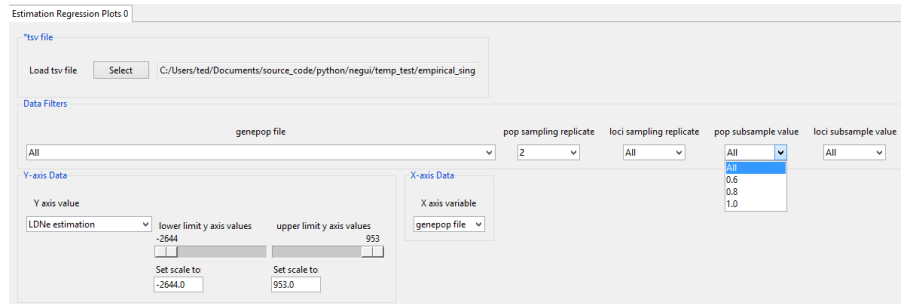 Estimation Regression Plots 0
*tsv file
Load tsv file Select C:/Users/ted/Documents/source_code/python/negui/temp_test/empirical_sing
Data Filters
genepop file pop sampling replicate loci sampling replicate pop subsample value loci subsample value
All 2 All All All
All
0.6
0.8
1.0
Y-axis Data X-axis Data
Y axis value X axis variable
LDNe estimation lower limit y axis values upper limit y axis values genepop file
-2644 953
Set scale to Set scale to
-2644.0 953.0